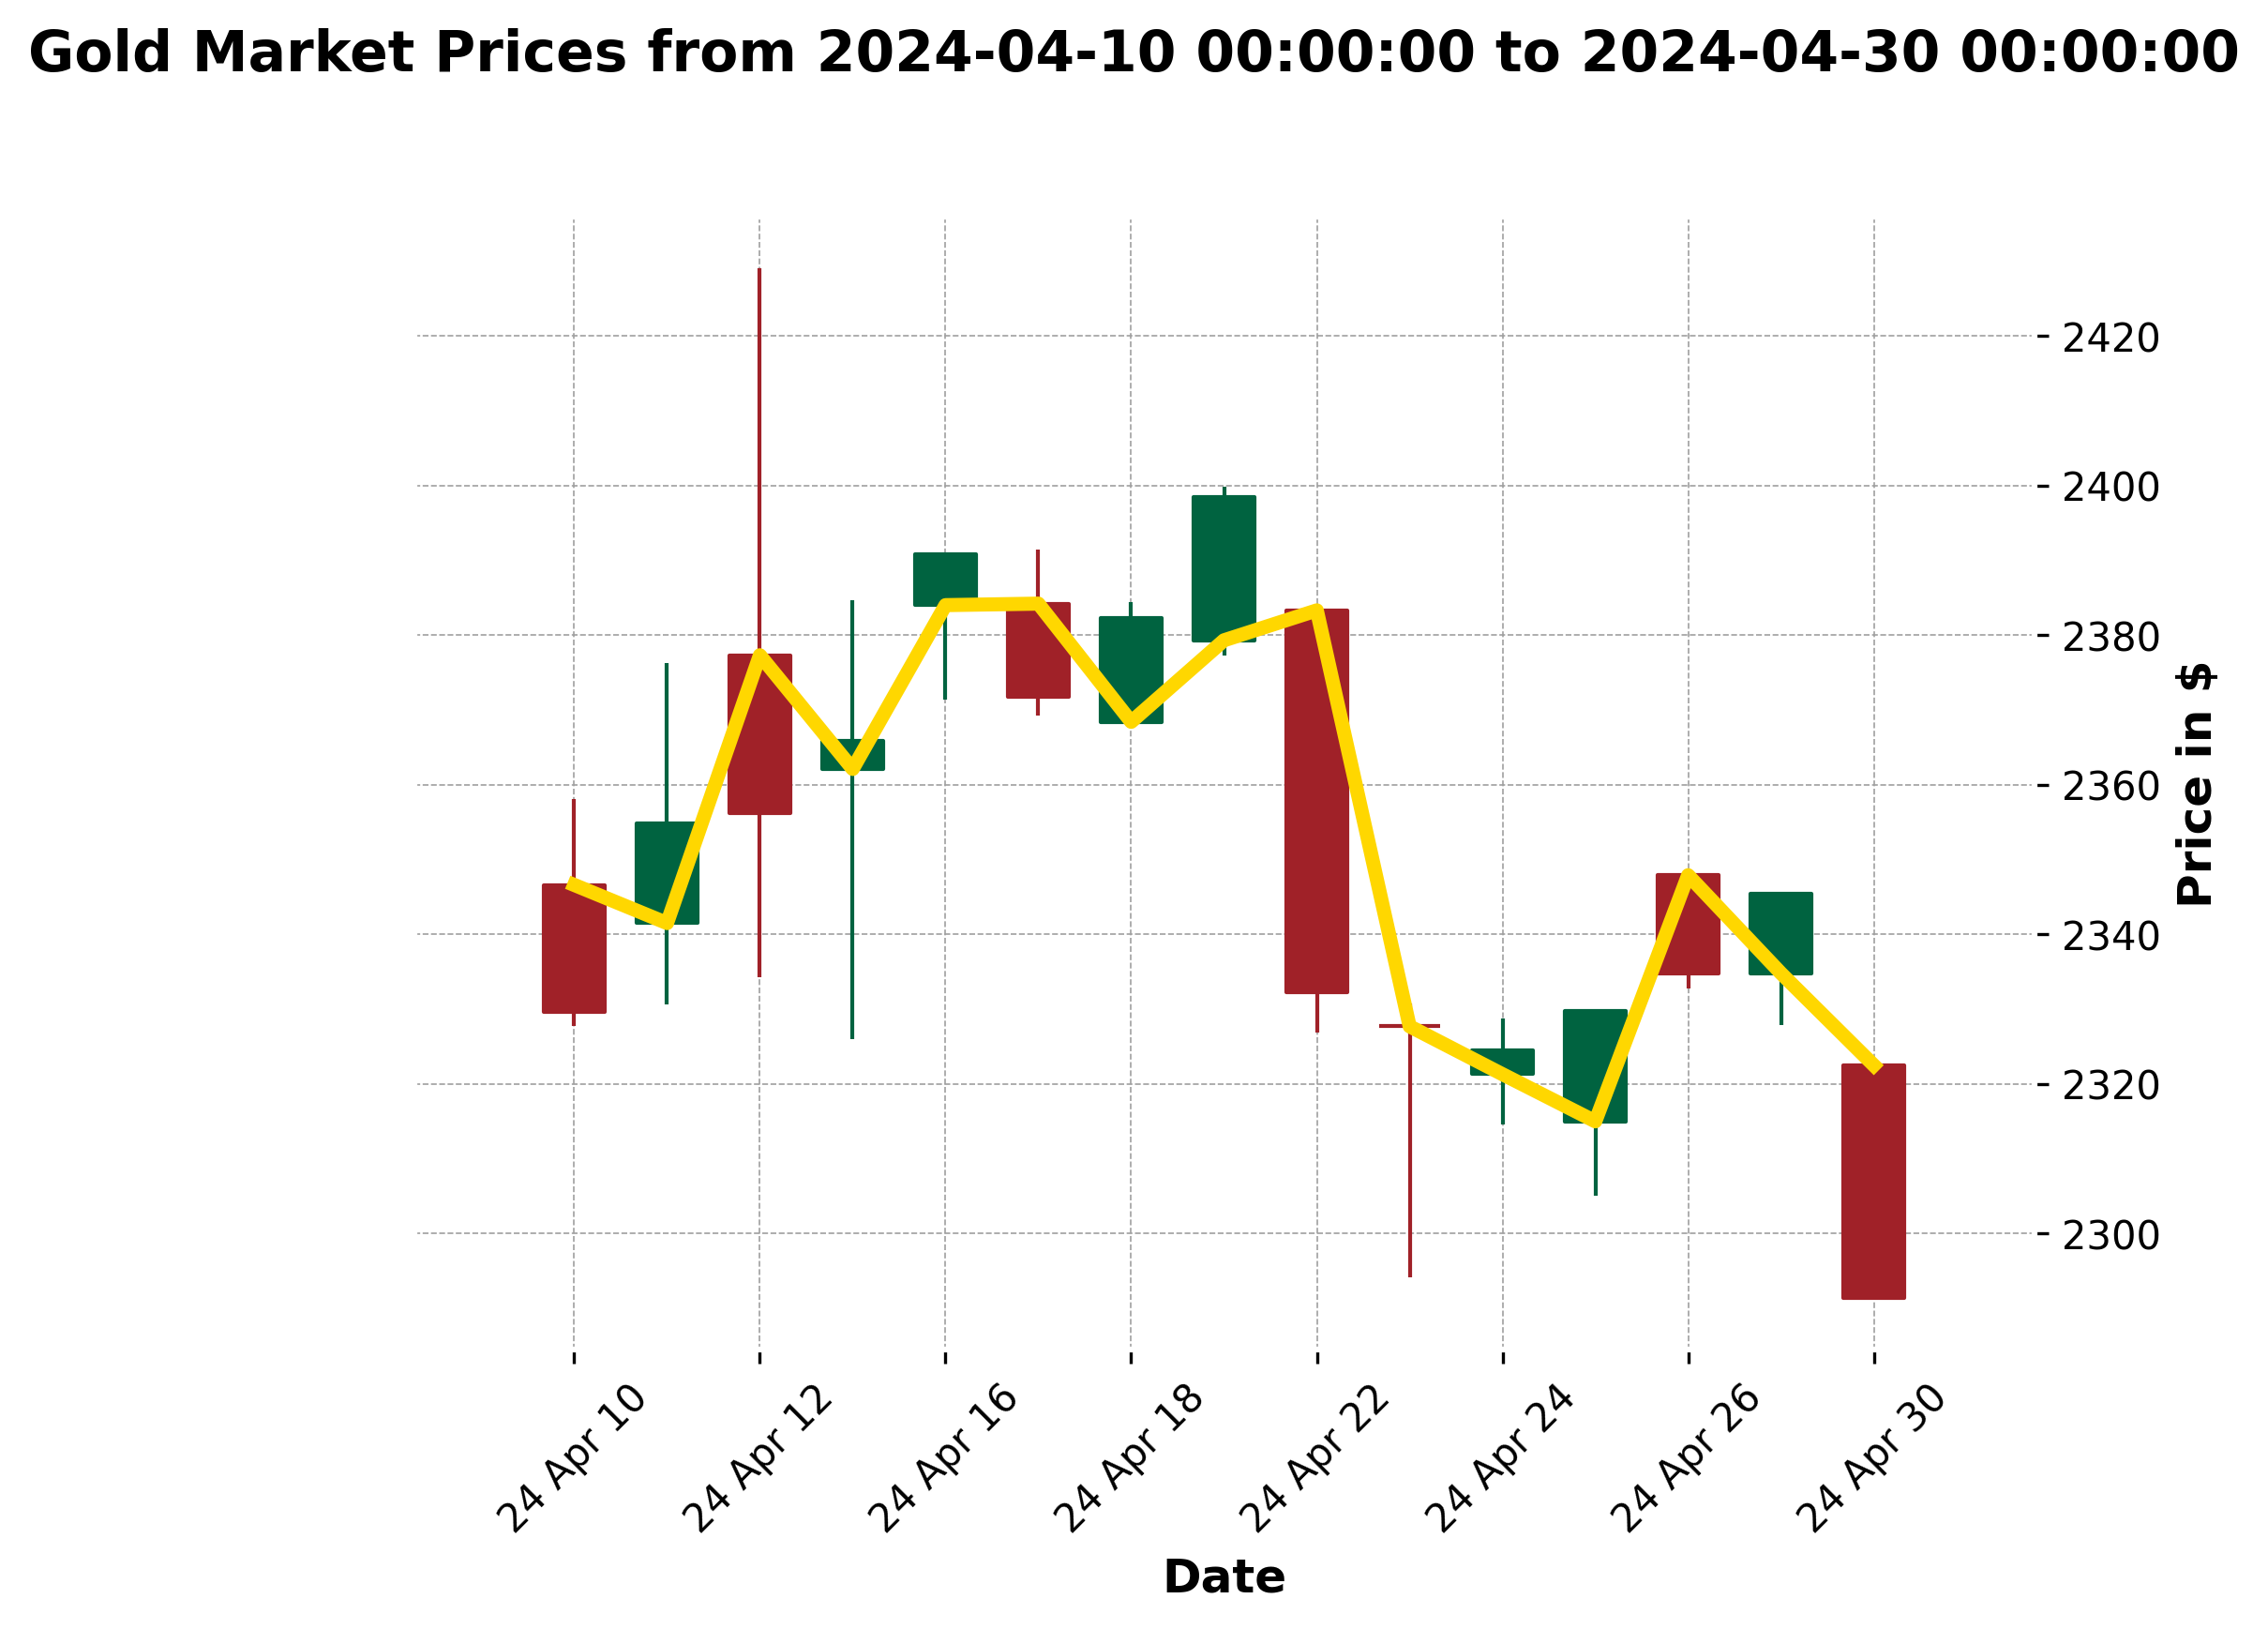 Gold Market Prices from 2024-04-10 00:00:00 to 2024-04-30 00:00:00
2420
2400
2380
2360
2340
2320
2300
Price in $
24 Apr 10
24 Apr 12
24 Apr 16
24 Apr 18
24 Apr 22
24 Apr 24
24 Apr 26
24 Apr 30
Date